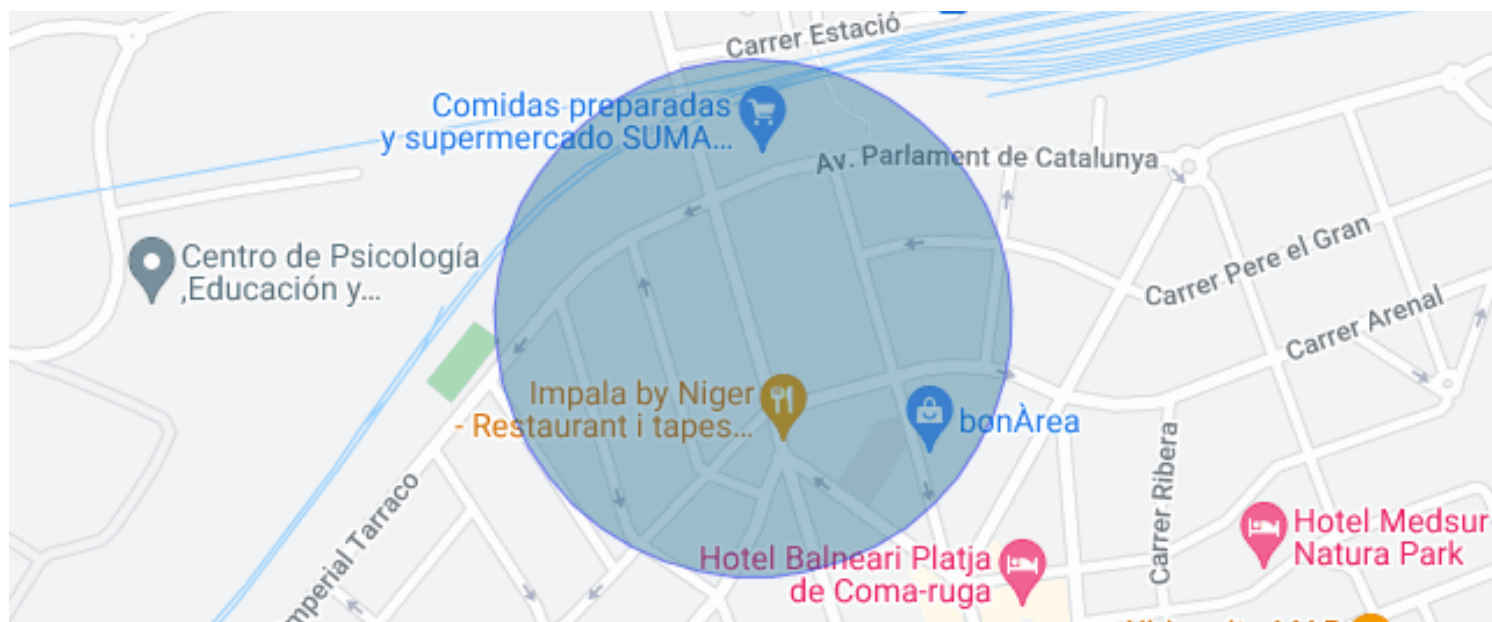 Carrer Estació
Comidas preparadas
y supermercado SUMA...
Av. Parlament de Catalunya
Centro de Psicología
,Educación y...
Carrer Pere el Gran
Carrer Arenal
Impala by Niger
- Restaurant i tapes...
bonÀrea
Imperial Tarraco
Carrer Ribera
Hotel Medsur
Natura Park
Hotel Balneari Platja
de Coma-ruga